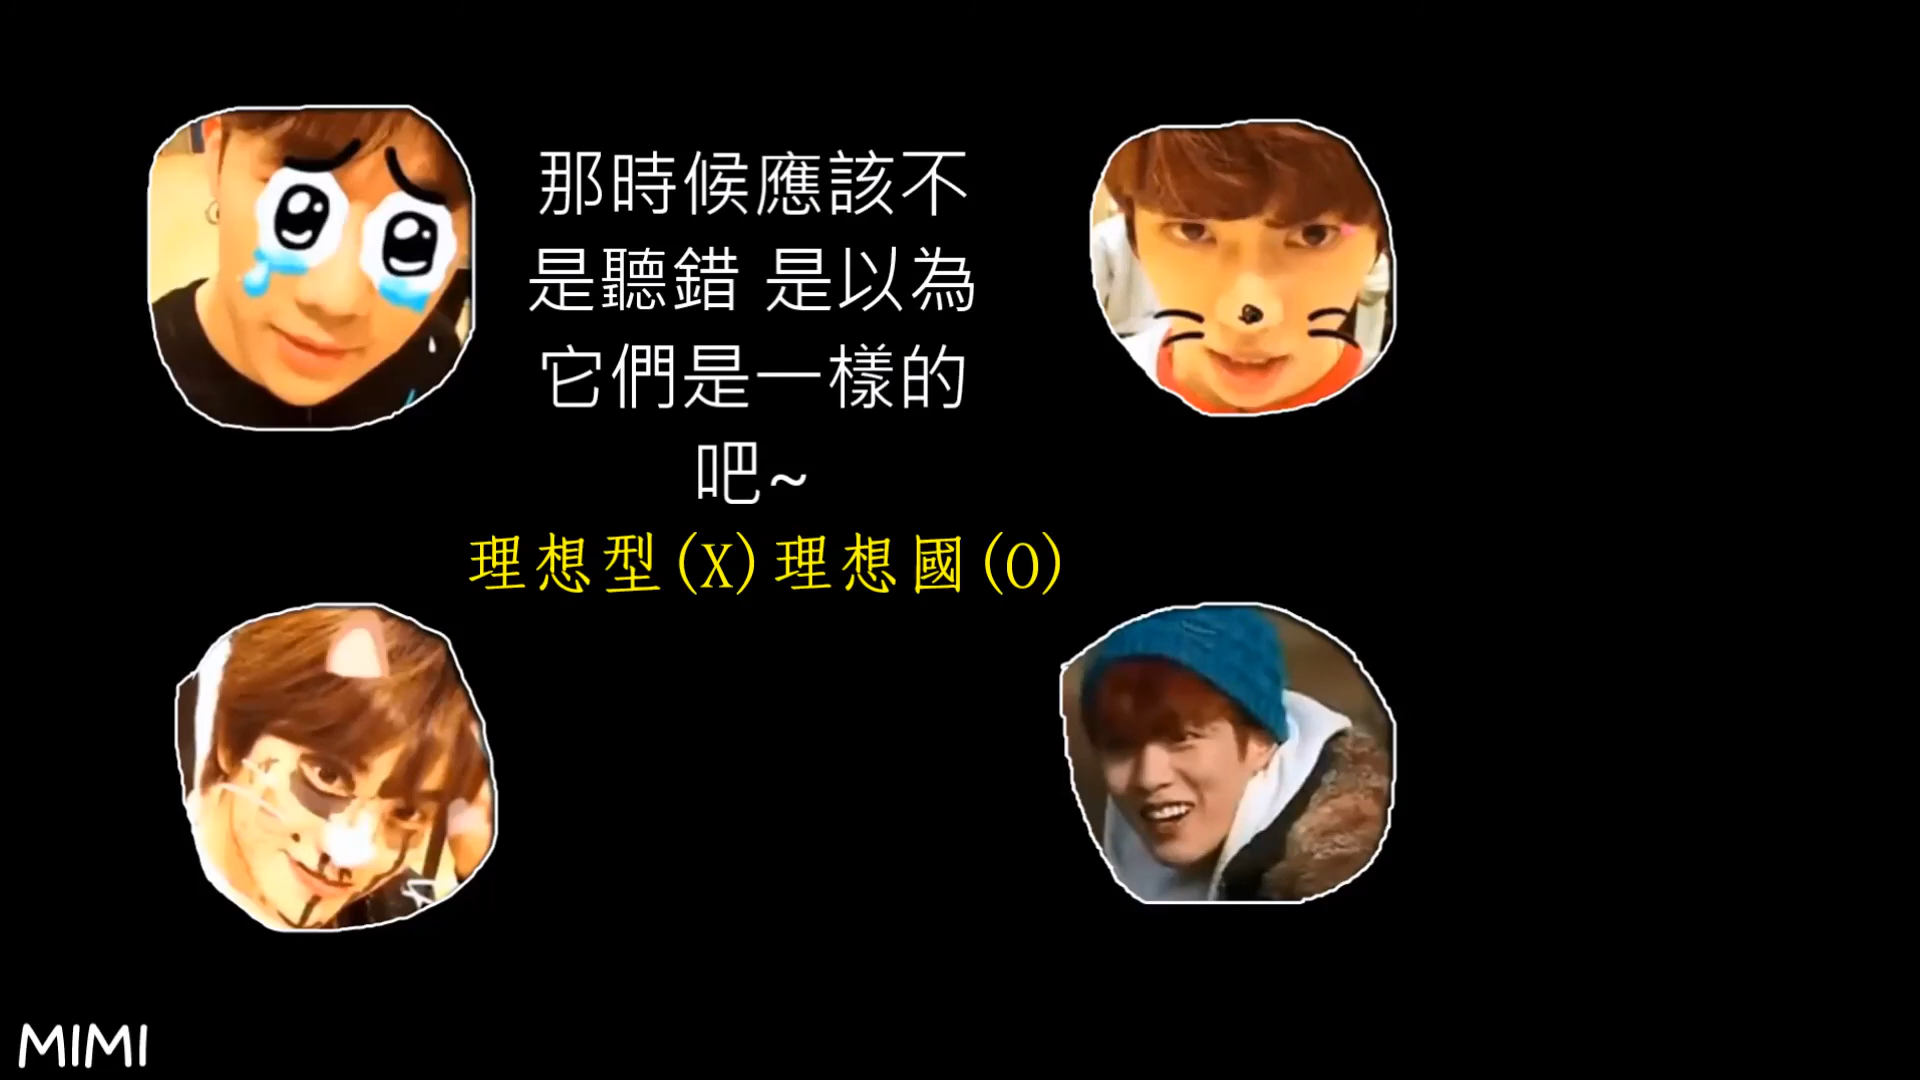 那時候應該不
是聽錯 是以為
它們是一樣的
吧~
理想型(X)理想國(O)
MIMI